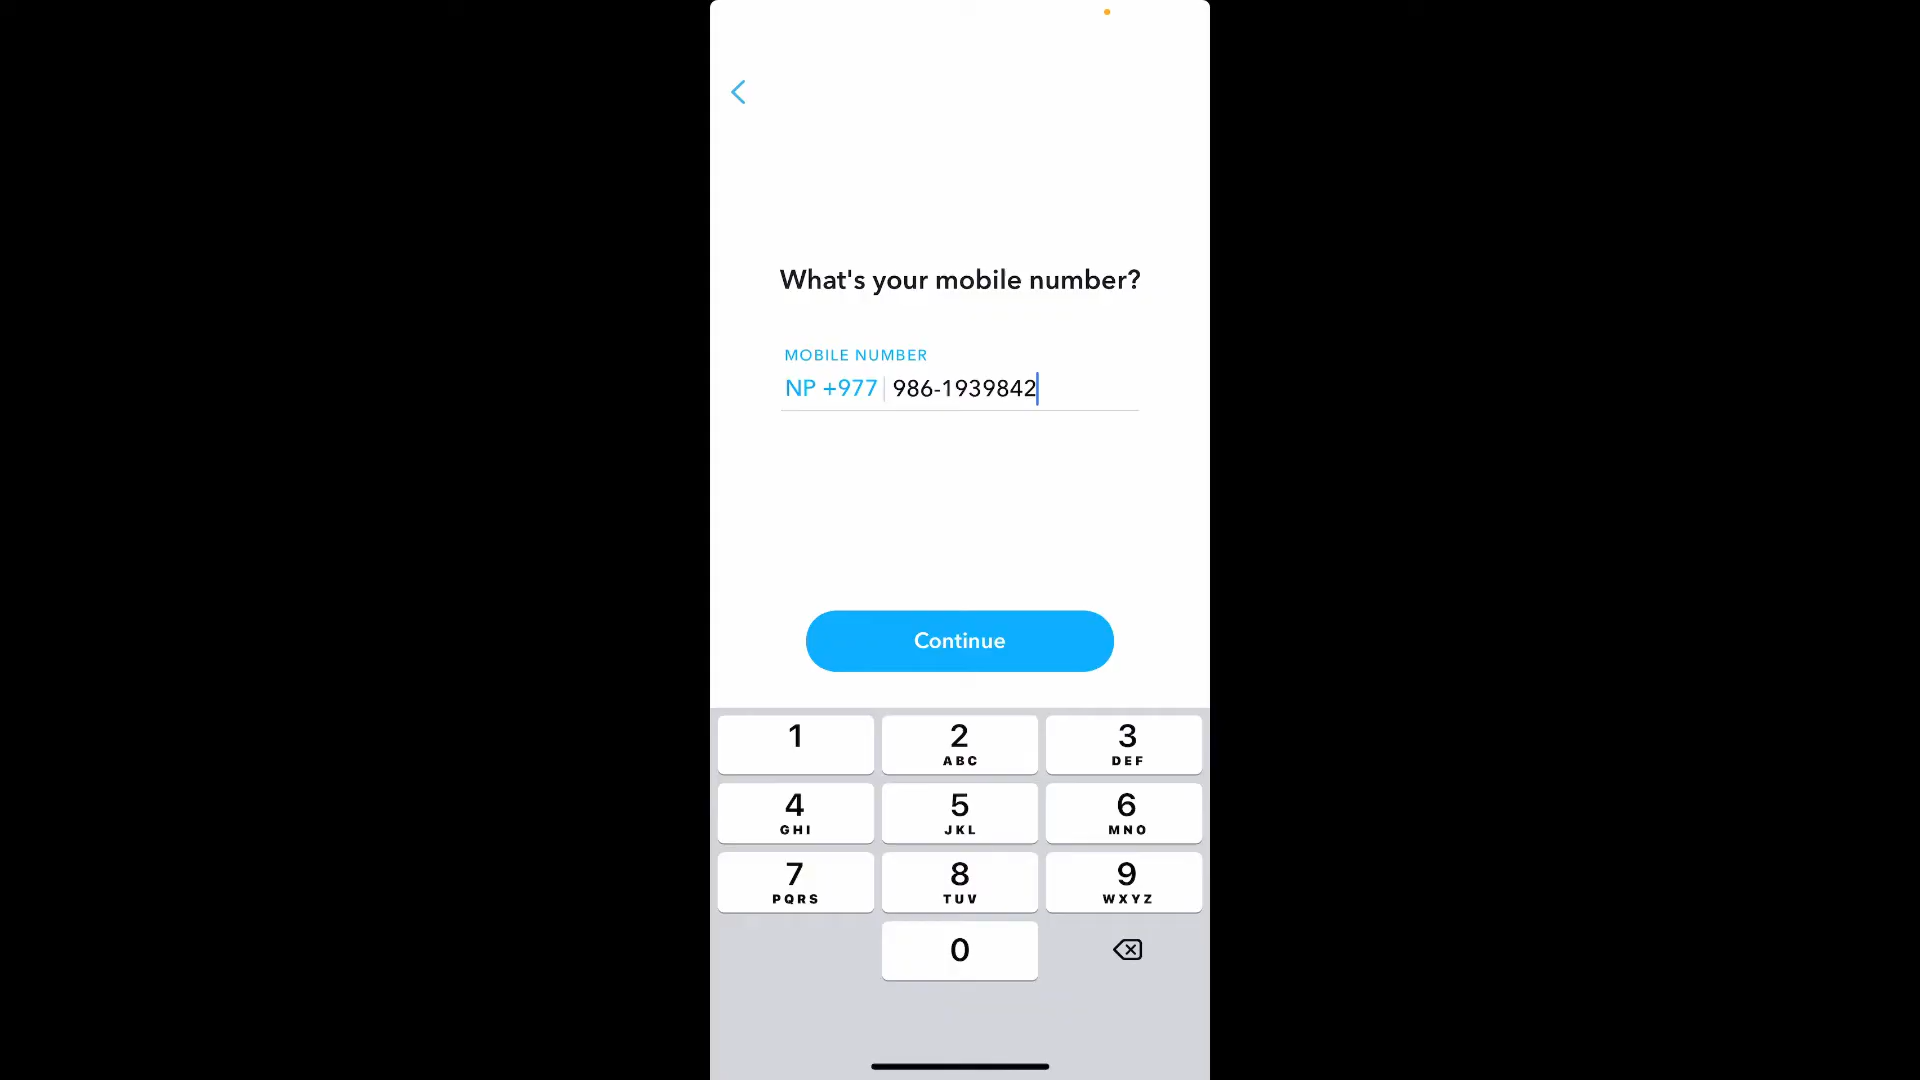 What's your mobile number?
MOBILE NUMBER
NP +977 986-1939842
Continue
1 2 3
ABC DEF
4 5 6
GHI JKL MNO
7 8 9
PQRS TUV WXYZ
0